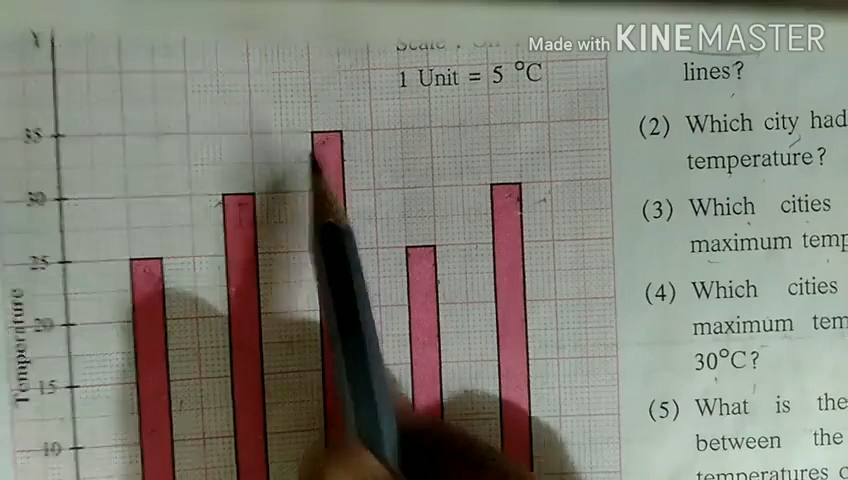 Y
Made with KINEMASTER
1 Unit = 5 °C
35
30
25
20
15
10
Temperature
lines?
(2) Which city had
temperature?
(3) Which cities
maximum temp
(4) Which cities
maximum tem
30°C?
(5) What is the
between the
temperatures